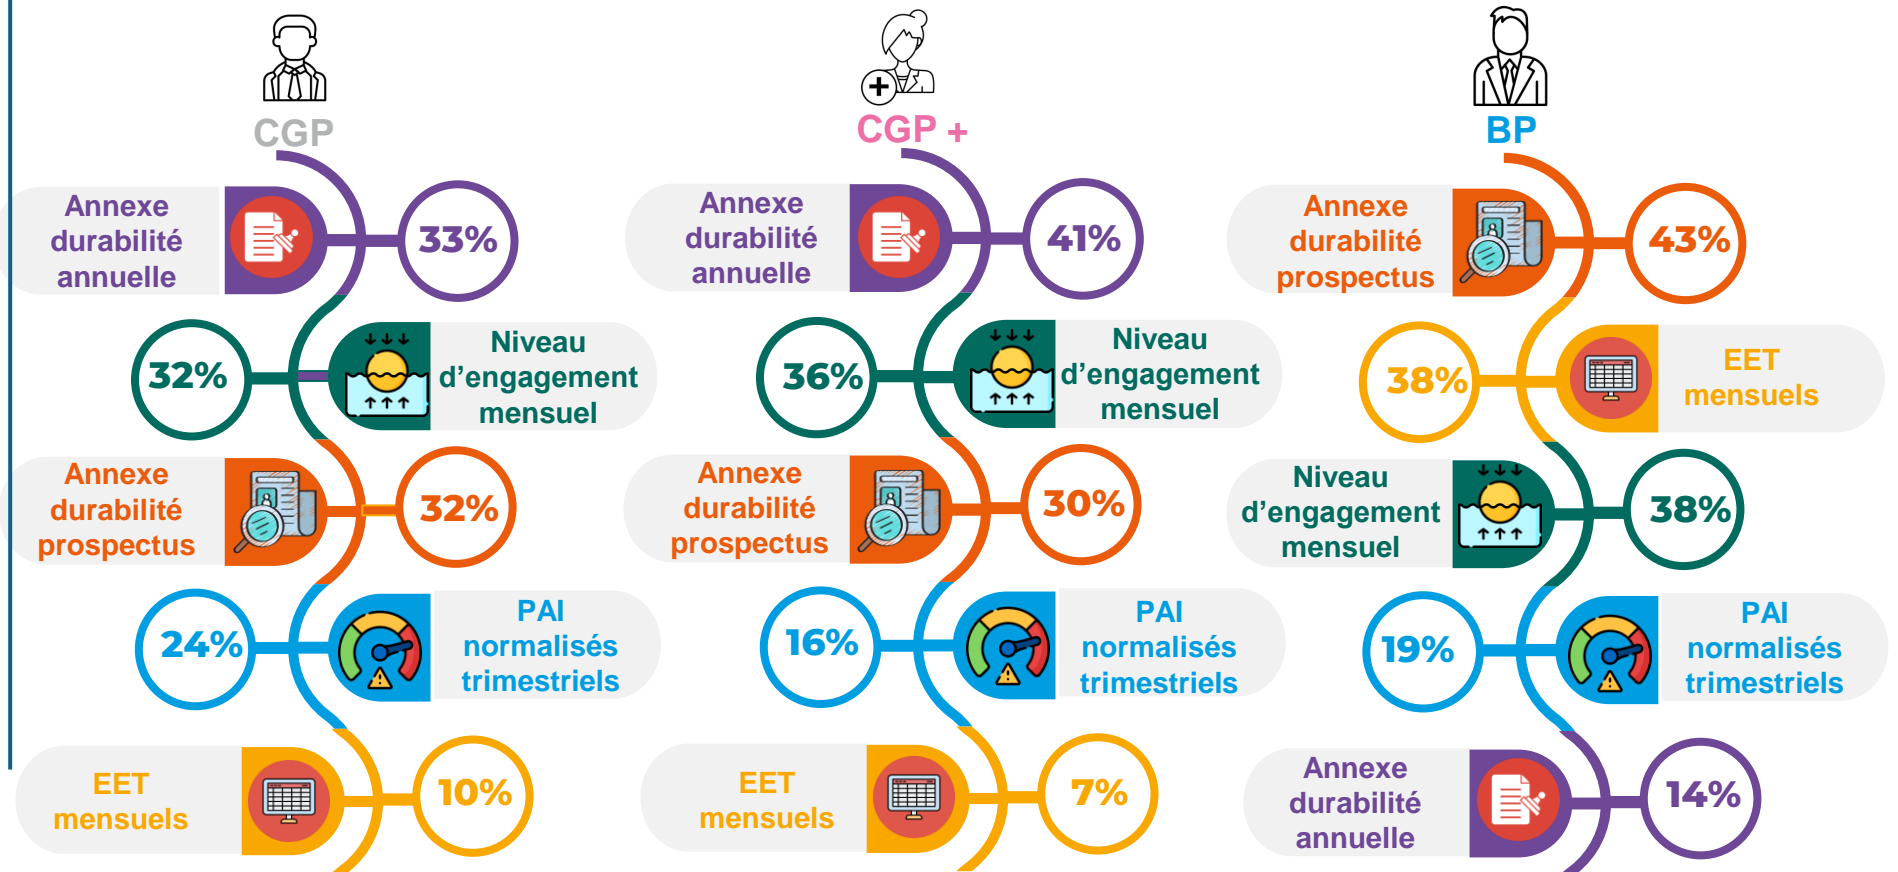 CGP
Annexe
durabilité
annuelle
33%
32%
Niveau
d’engagement
mensuel
Annexe
durabilité
prospectus
32%
24%
PAI
normalisés
trimestriels
EET
mensuels
10%
CGP +
Annexe
durabilité
annuelle
41%
36%
Niveau
d’engagement
mensuel
Annexe
durabilité
prospectus
30%
16%
PAI
normalisés
trimestriels
EET
mensuels
7%
BP
Annexe
durabilité
prospectus
43%
38%
EET
mensuels
Niveau
d’engagement
mensuel
38%
19%
PAI
normalisés
trimestriels
Annexe
durabilité
annuelle
14%